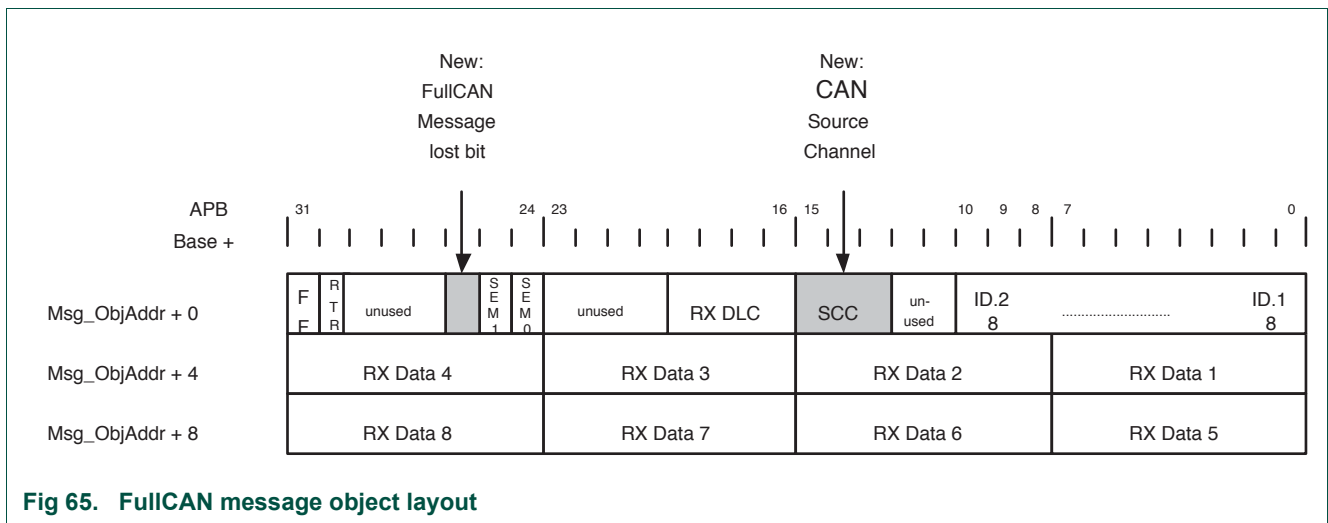 New:
FullCAN
Message
lost bit
New:
CAN
Source
Channel
APB
Base +
31 24 23 16 15 10 9 8 7 0
Msg_ObjAddr + 0
F
F
R
T
R
unused
S
E
M
1
S
E
M
0
unused
RX DLC
SCC
un-
used
ID.2
8
............................
ID.1
8
Msg_ObjAddr + 4
RX Data 4 RX Data 3 RX Data 2 RX Data 1
Msg_ObjAddr + 8
RX Data 8 RX Data 7 RX Data 6 RX Data 5
Fig 65. FullCAN message object layout